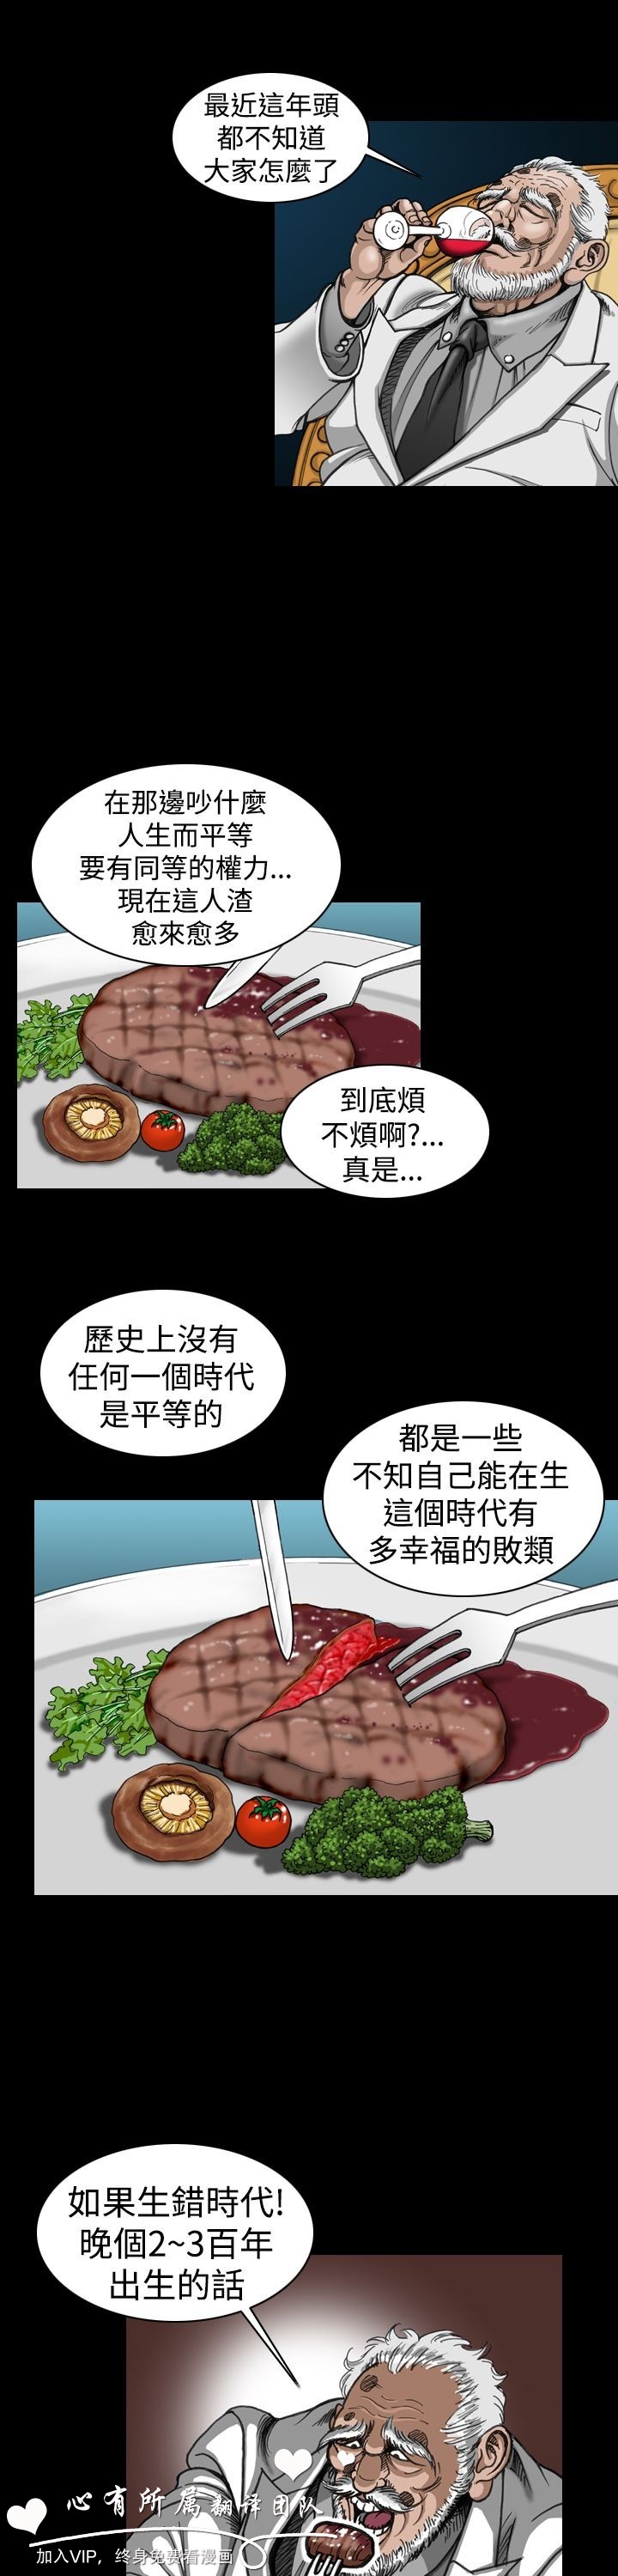 最近這年頭
都不知道
大家怎麼了
在那邊吵什麼
人生而平等
要有同等的權力...
現在這人渣
愈來愈多
到底煩
不煩啊?...
真是...
歷史上沒有
任何一個時代
是平等的
都是一些
不知自己能在生
這個時代有
多幸福的敗類
如果生錯時代!
晚個2~3百年
出生的話
心有所属翻译团队
加入VIP，终身免费看漫画